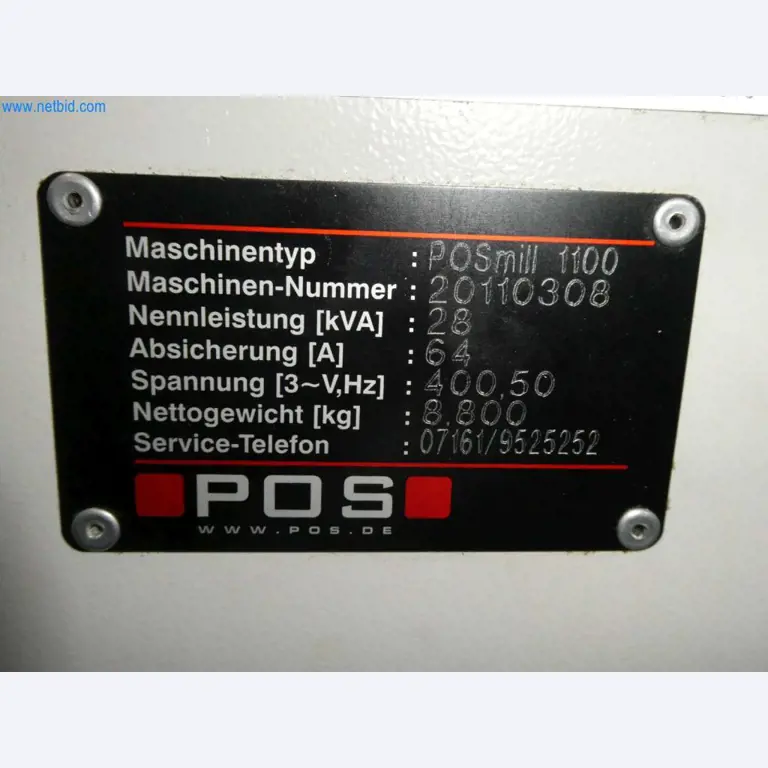 www.netbid.com
Maschinentyp : POSmill 1100
Maschinen-Nummer : 20110308
Nennleistung [kVA] : 28
Absicherung [A] : 64
Spannung [3~V,Hz] : 400,50
Nettogewicht [kg] : 8.800
Service-Telefon : 07161/9525252
POS
WWW.POS.DE